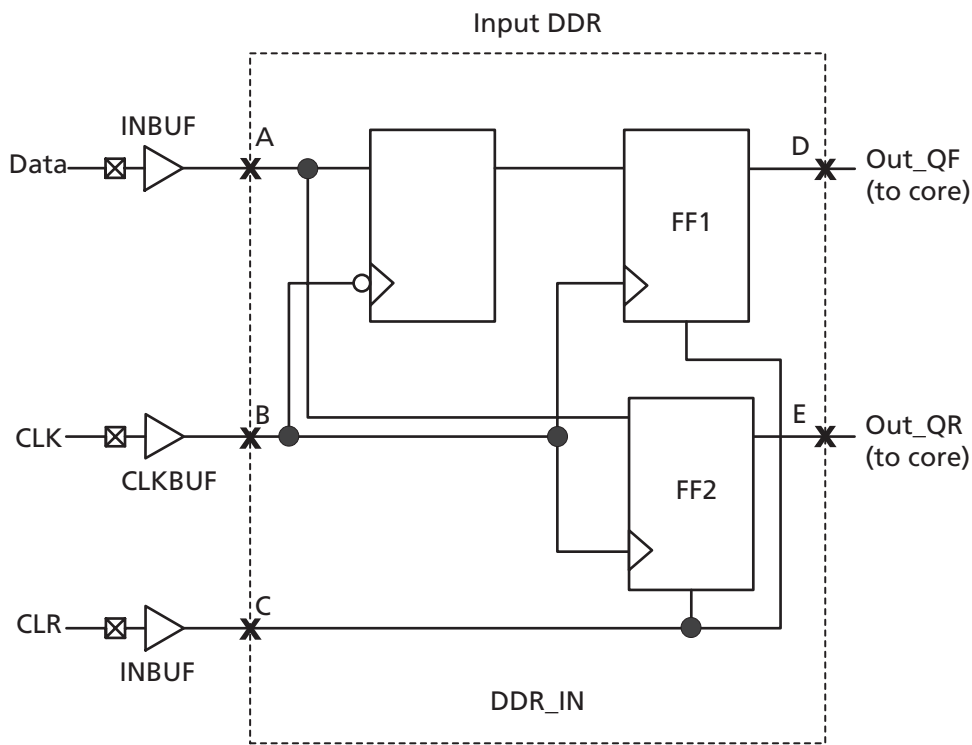 Input DDR
INBUF
A
D
Data
Out_QF
(to core)
FF1
B
E
CLK
Out_QR
(to core)
CLKBUF
FF2
C
CLR
INBUF
DDR_IN